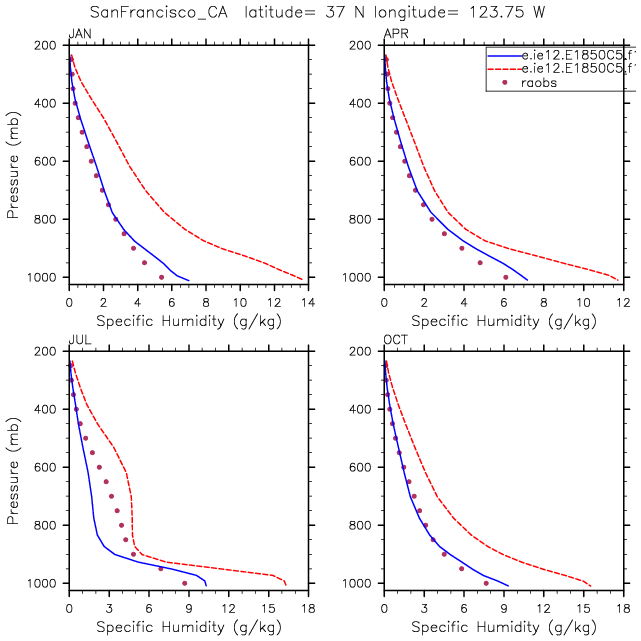 SanFrancisco_CA latitude= 37 N longitude= 123.75 W
JAN
200
400
600
800
1000
Pressure (mb)
0 2 4 6 8 10 12 14
Specific Humidity (g/kg)
APR
e.ie12.E1850C5.f1
e.ie12.E1850C5.f1
raobs
200
400
600
800
1000
0 2 4 6 8 10 12
Specific Humidity (g/kg)
JUL
200
400
600
800
1000
Pressure (mb)
0 3 6 9 12 15 18
Specific Humidity (g/kg)
OCT
200
400
600
800
1000
0 3 6 9 12 15 18
Specific Humidity (g/kg)